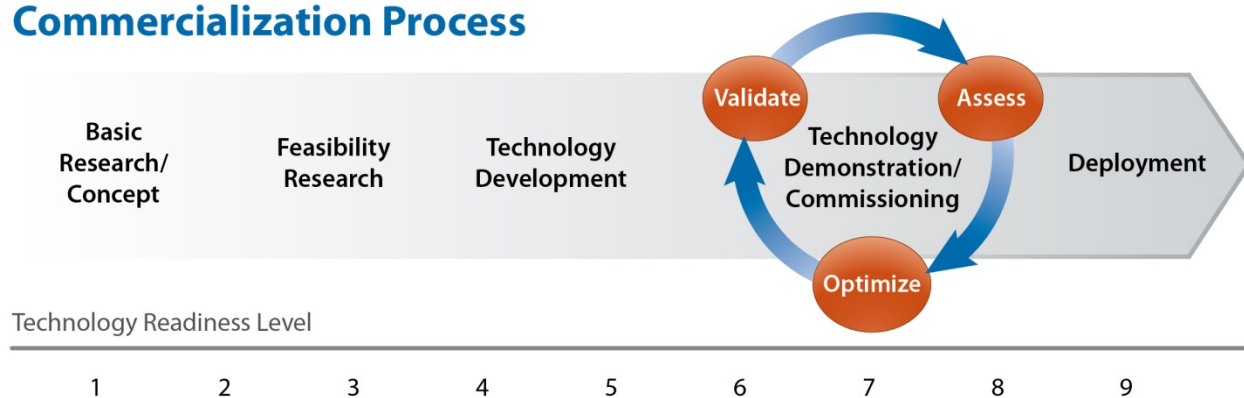 Commercialization Process
Basic
Research/
Concept
Feasibility
Research
Technology
Development
Validate
Assess
Technology
Demonstration/
Commissioning
Optimize
Deployment
Technology Readiness Level
1 2 3 4 5 6 7 8 9